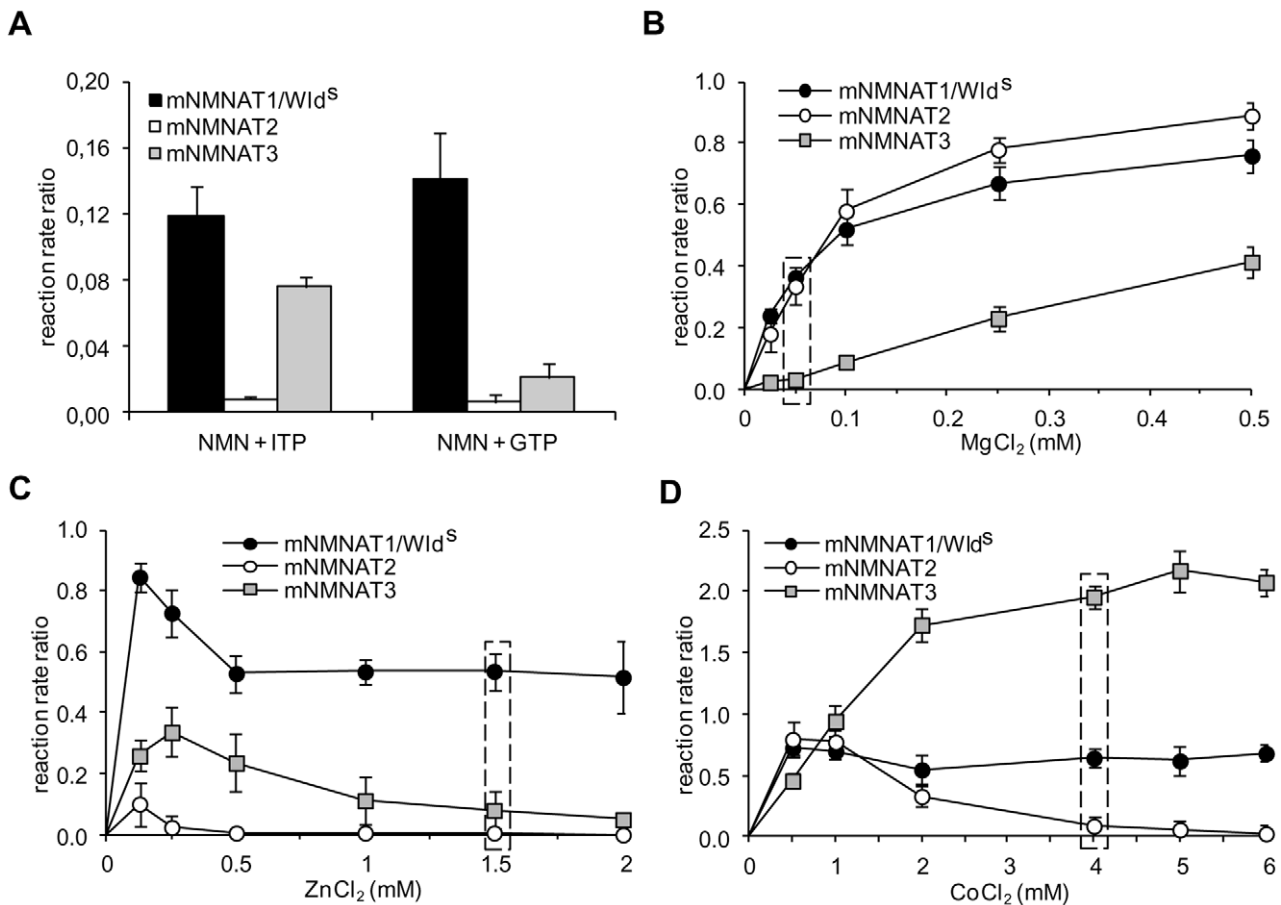 A
0,20
0,16
0,12
0,08
0,04
0,00
reaction rate ratio
mNMNAT1/Wldˢ
mNMNAT2
mNMNAT3
NMN + ITP
NMN + GTP
B
1.0
0.8
0.6
0.4
0.2
0.0
reaction rate ratio
mNMNAT1/Wldˢ
mNMNAT2
mNMNAT3
0 0.1 0.2 0.3 0.4 0.5
MgCl₂ (mM)
C
1.0
0.8
0.6
0.4
0.2
0.0
reaction rate ratio
mNMNAT1/Wldˢ
mNMNAT2
mNMNAT3
0 0.5 1 1.5 2
ZnCl₂ (mM)
D
2.5
2.0
1.5
1.0
0.5
0.0
reaction rate ratio
mNMNAT1/Wldˢ
mNMNAT2
mNMNAT3
0 1 2 3 4 5 6
CoCl₂ (mM)